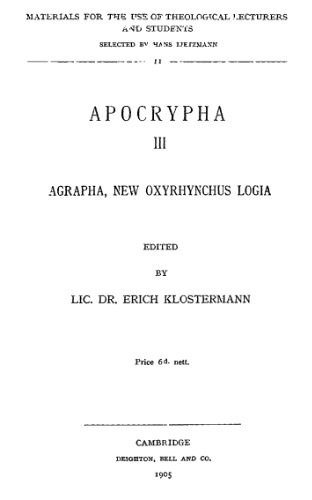 MATERIALS FOR THE USE OF THEOLOGICAL LECTURERS
AND STUDENTS
SELECTED BY HANS LIETZMANN
11
APOCRYPHA
III
AGRAPHA, NEW OXYRHYNCHUS LOGIA
EDITED
BY
LIC. DR. ERICH KLOSTERMANN
Price 6d. nett.
CAMBRIDGE
DEIGHTON, BELL AND CO.
1905